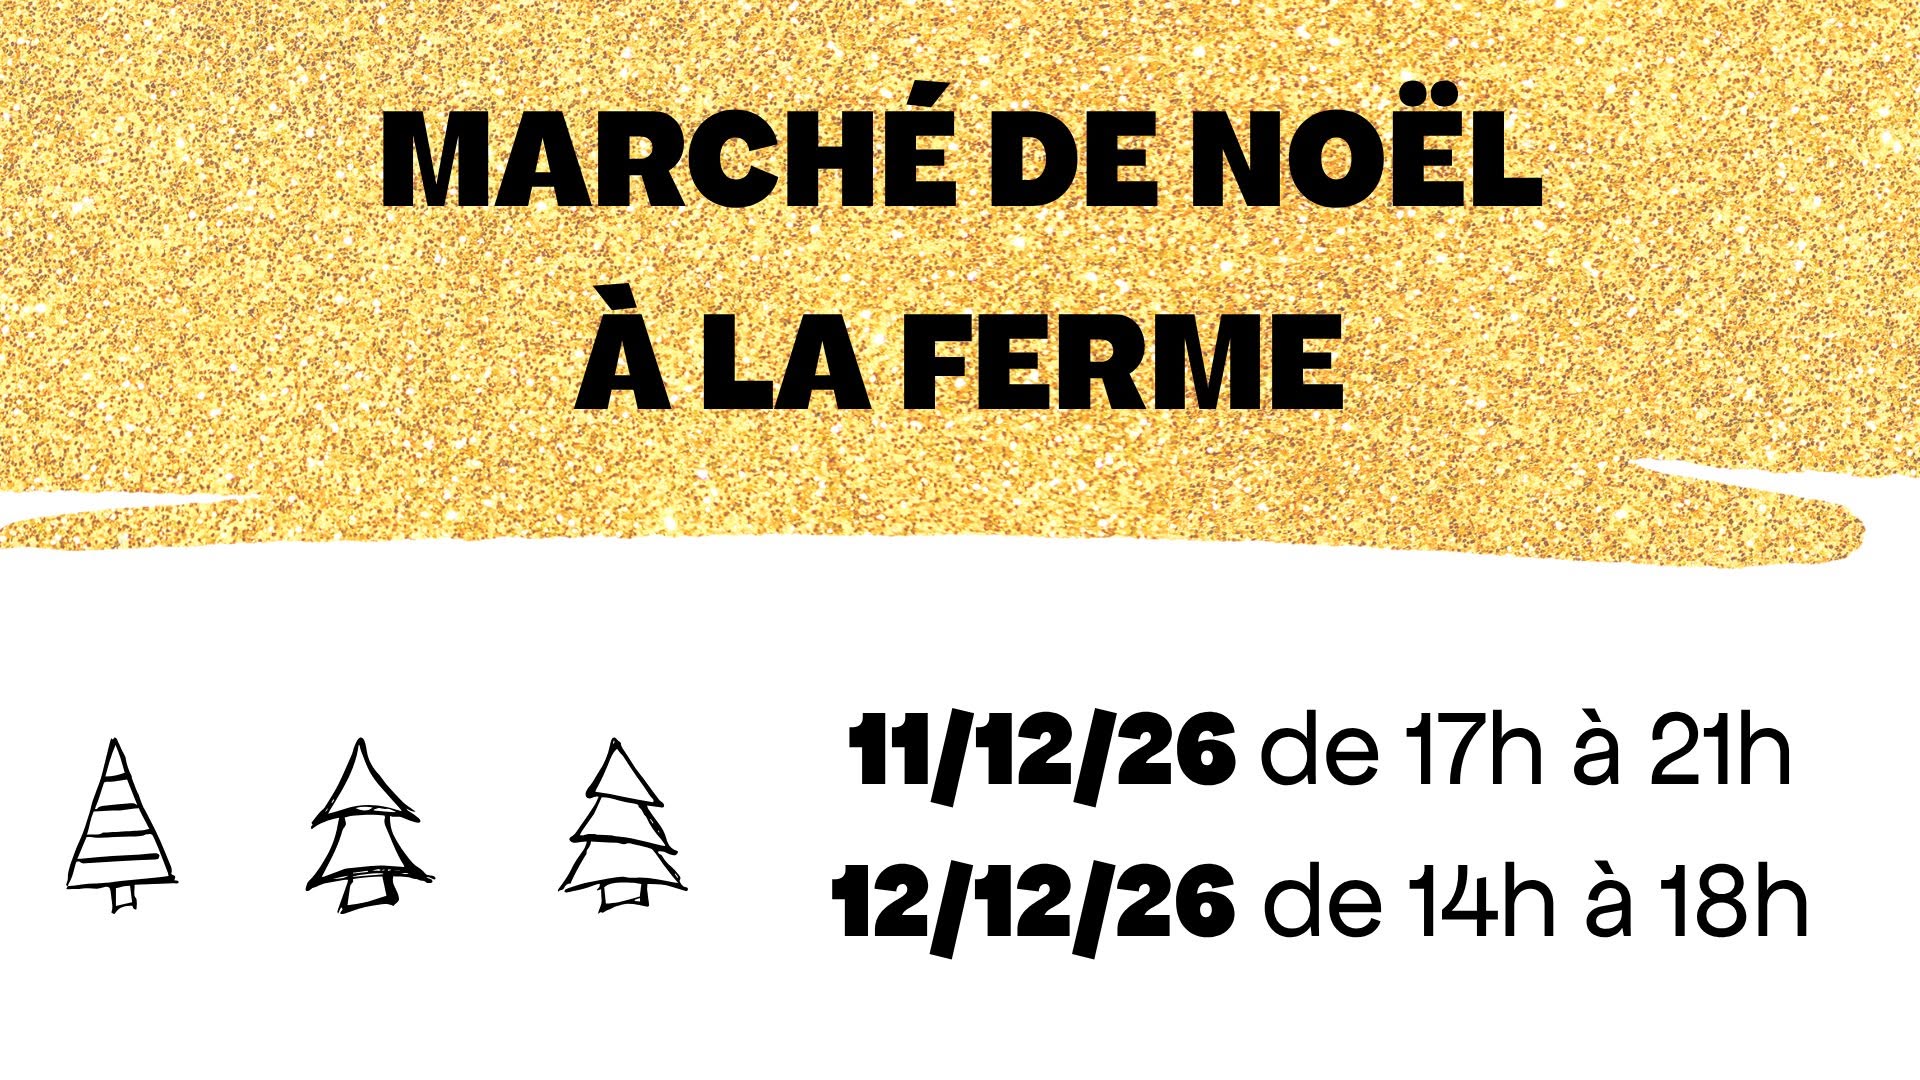 MARCHÉ DE NOËL
À LA FERME
11/12/26 de 17h à 21h
12/12/26 de 14h à 18h